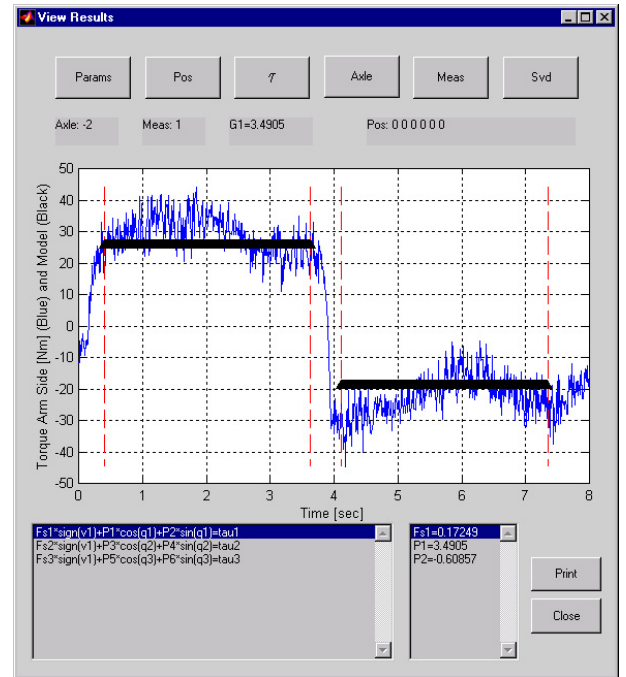 View Results
Params Pos τ Axle Meas Svd
Axle: -2 Meas: 1 G1=3.4905 Pos: 0 0 0 0 0 0
Torque Arm Side [Nm] (Blue) and Model (Black)
50
40
30
20
10
0
-10
-20
-30
-40
-50
0 1 2 3 4 5 6 7 8
Time [sec]
Fs1*sign(v1)+P1*cos(q1)+P2*sin(q1)=tau1
Fs2*sign(v1)+P3*cos(q2)+P4*sin(q2)=tau2
Fs3*sign(v1)+P5*cos(q3)+P6*sin(q3)=tau3
Fs1=0.17249
P1=3.4905
P2=-0.60857
Print
Close